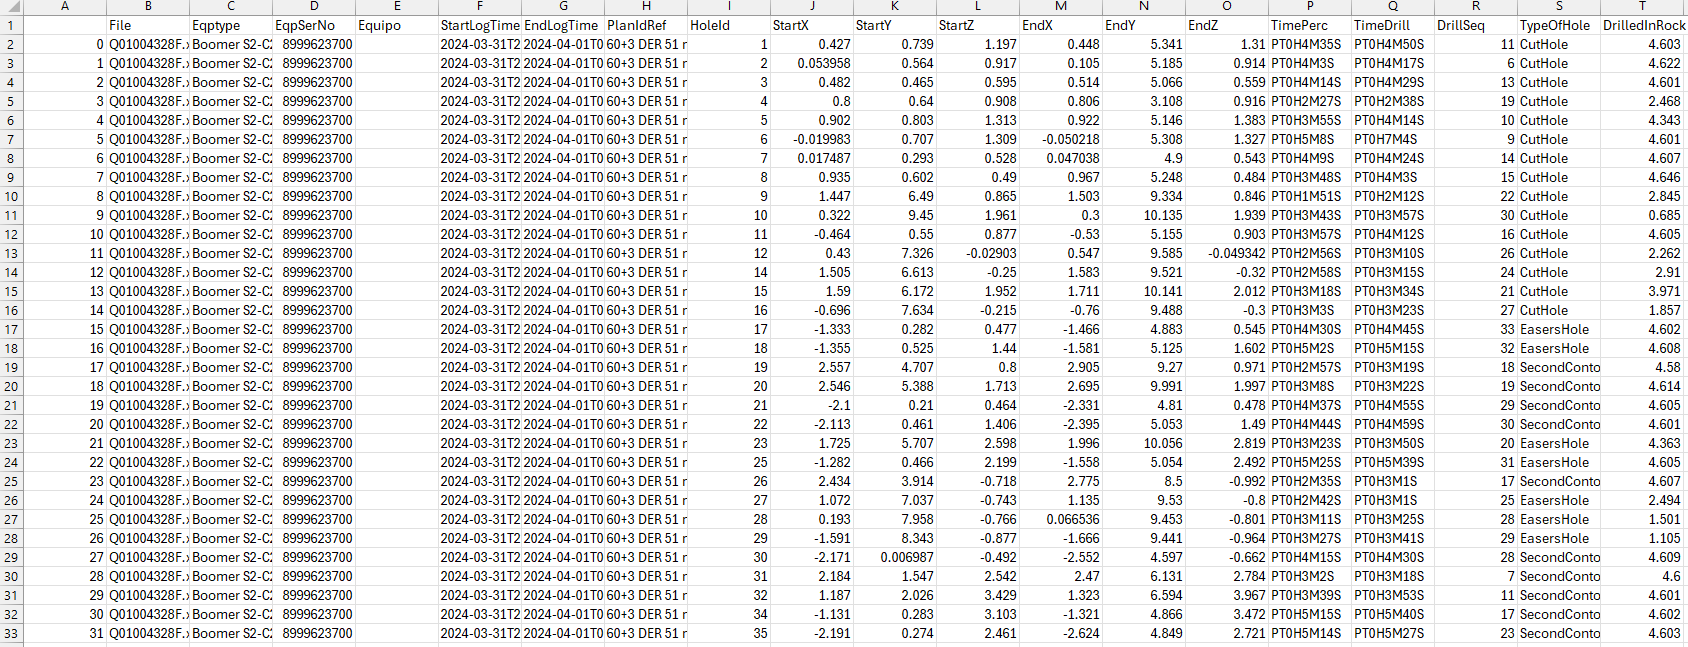 A B C D E F G H I J K L M N O P Q R S T
1 File Eqptype EqpSerNo Equipo StartLogTime EndLogTime PlanIdRef HoleId StartX StartY StartZ EndX EndY EndZ TimePerc TimeDrill DrillSeq TypeOfHole DrilledInRock
2 0 Q01004328F.x Boomer S2-C2 8999623700 2024-03-31T2 2024-04-01T0 60+3 DER 51 r 1 0.427 0.739 1.197 0.448 5.341 1.31 PT0H4M35S PT0H4M50S 11 CutHole 4.603
3 1 Q01004328F.x Boomer S2-C2 8999623700 2024-03-31T2 2024-04-01T0 60+3 DER 51 r 2 0.053958 0.564 0.917 0.105 5.185 0.914 PT0H4M3S PT0H4M17S 6 CutHole 4.622
4 2 Q01004328F.x Boomer S2-C2 8999623700 2024-03-31T2 2024-04-01T0 60+3 DER 51 r 3 0.482 0.465 0.595 0.514 5.066 0.559 PT0H4M14S PT0H4M29S 13 CutHole 4.601
5 3 Q01004328F.x Boomer S2-C2 8999623700 2024-03-31T2 2024-04-01T0 60+3 DER 51 r 4 0.8 0.64 0.908 0.806 3.108 0.916 PT0H2M27S PT0H2M38S 19 CutHole 2.468
6 4 Q01004328F.x Boomer S2-C2 8999623700 2024-03-31T2 2024-04-01T0 60+3 DER 51 r 5 0.902 0.803 1.313 0.922 5.146 1.383 PT0H3M55S PT0H4M14S 10 CutHole 4.343
7 5 Q01004328F.x Boomer S2-C2 8999623700 2024-03-31T2 2024-04-01T0 60+3 DER 51 r 6 -0.019983 0.707 1.309 -0.050218 5.308 1.327 PT0H5M8S PT0H7M4S 9 CutHole 4.601
8 6 Q01004328F.x Boomer S2-C2 8999623700 2024-03-31T2 2024-04-01T0 60+3 DER 51 r 7 0.017487 0.293 0.528 0.047038 4.9 0.543 PT0H4M9S PT0H4M24S 14 CutHole 4.607
9 7 Q01004328F.x Boomer S2-C2 8999623700 2024-03-31T2 2024-04-01T0 60+3 DER 51 r 8 0.935 0.602 0.49 0.967 5.248 0.484 PT0H3M48S PT0H4M3S 15 CutHole 4.646
10 8 Q01004328F.x Boomer S2-C2 8999623700 2024-03-31T2 2024-04-01T0 60+3 DER 51 r 9 1.447 6.49 0.865 1.503 9.334 0.846 PT0H1M51S PT0H2M12S 22 CutHole 2.845
11 9 Q01004328F.x Boomer S2-C2 8999623700 2024-03-31T2 2024-04-01T0 60+3 DER 51 r 10 0.322 9.45 1.961 0.3 10.135 1.939 PT0H3M43S PT0H3M57S 30 CutHole 0.685
12 10 Q01004328F.x Boomer S2-C2 8999623700 2024-03-31T2 2024-04-01T0 60+3 DER 51 r 11 -0.464 0.55 0.877 -0.53 5.155 0.903 PT0H3M57S PT0H4M12S 16 CutHole 4.605
13 11 Q01004328F.x Boomer S2-C2 8999623700 2024-03-31T2 2024-04-01T0 60+3 DER 51 r 12 0.43 7.326 -0.02903 0.547 9.585 -0.049342 PT0H2M56S PT0H3M10S 26 CutHole 2.262
14 12 Q01004328F.x Boomer S2-C2 8999623700 2024-03-31T2 2024-04-01T0 60+3 DER 51 r 14 1.505 6.613 -0.25 1.583 9.521 -0.32 PT0H2M58S PT0H3M15S 24 CutHole 2.91
15 13 Q01004328F.x Boomer S2-C2 8999623700 2024-03-31T2 2024-04-01T0 60+3 DER 51 r 15 1.59 6.172 1.952 1.711 10.141 2.012 PT0H3M18S PT0H3M34S 21 CutHole 3.971
16 14 Q01004328F.x Boomer S2-C2 8999623700 2024-03-31T2 2024-04-01T0 60+3 DER 51 r 16 -0.696 7.634 -0.215 -0.76 9.488 -0.3 PT0H3M3S PT0H3M23S 27 CutHole 1.857
17 15 Q01004328F.x Boomer S2-C2 8999623700 2024-03-31T2 2024-04-01T0 60+3 DER 51 r 17 -1.333 0.282 0.477 -1.466 4.883 0.545 PT0H4M30S PT0H4M45S 33 EasersHole 4.602
18 16 Q01004328F.x Boomer S2-C2 8999623700 2024-03-31T2 2024-04-01T0 60+3 DER 51 r 18 -1.355 0.525 1.44 -1.581 5.125 1.602 PT0H5M2S PT0H5M15S 32 EasersHole 4.608
19 17 Q01004328F.x Boomer S2-C2 8999623700 2024-03-31T2 2024-04-01T0 60+3 DER 51 r 19 2.557 4.707 0.8 2.905 9.27 0.971 PT0H2M57S PT0H3M19S 18 SecondConto 4.58
20 18 Q01004328F.x Boomer S2-C2 8999623700 2024-03-31T2 2024-04-01T0 60+3 DER 51 r 20 2.546 5.388 1.713 2.695 9.991 1.997 PT0H3M8S PT0H3M22S 19 SecondConto 4.614
21 19 Q01004328F.x Boomer S2-C2 8999623700 2024-03-31T2 2024-04-01T0 60+3 DER 51 r 21 -2.1 0.21 0.464 -2.331 4.81 0.478 PT0H4M37S PT0H4M55S 29 SecondConto 4.605
22 20 Q01004328F.x Boomer S2-C2 8999623700 2024-03-31T2 2024-04-01T0 60+3 DER 51 r 22 -2.113 0.461 1.406 -2.395 5.053 1.49 PT0H4M44S PT0H4M59S 30 SecondConto 4.601
23 21 Q01004328F.x Boomer S2-C2 8999623700 2024-03-31T2 2024-04-01T0 60+3 DER 51 r 23 1.725 5.707 2.598 1.996 10.056 2.819 PT0H3M23S PT0H3M50S 20 EasersHole 4.363
24 22 Q01004328F.x Boomer S2-C2 8999623700 2024-03-31T2 2024-04-01T0 60+3 DER 51 r 25 -1.282 0.466 2.199 -1.558 5.054 2.492 PT0H5M25S PT0H5M39S 31 EasersHole 4.605
25 23 Q01004328F.x Boomer S2-C2 8999623700 2024-03-31T2 2024-04-01T0 60+3 DER 51 r 26 2.434 3.914 -0.718 2.775 8.5 -0.992 PT0H2M35S PT0H3M1S 17 SecondConto 4.607
26 24 Q01004328F.x Boomer S2-C2 8999623700 2024-03-31T2 2024-04-01T0 60+3 DER 51 r 27 1.072 7.037 -0.743 1.135 9.53 -0.8 PT0H2M42S PT0H3M1S 25 EasersHole 2.494
27 25 Q01004328F.x Boomer S2-C2 8999623700 2024-03-31T2 2024-04-01T0 60+3 DER 51 r 28 0.193 7.958 -0.766 0.066536 9.453 -0.801 PT0H3M11S PT0H3M25S 28 EasersHole 1.501
28 26 Q01004328F.x Boomer S2-C2 8999623700 2024-03-31T2 2024-04-01T0 60+3 DER 51 r 29 -1.591 8.343 -0.877 -1.666 9.441 -0.964 PT0H3M27S PT0H3M41S 29 EasersHole 1.105
29 27 Q01004328F.x Boomer S2-C2 8999623700 2024-03-31T2 2024-04-01T0 60+3 DER 51 r 30 -2.171 0.006987 -0.492 -2.552 4.597 -0.662 PT0H4M15S PT0H4M30S 28 SecondConto 4.609
30 28 Q01004328F.x Boomer S2-C2 8999623700 2024-03-31T2 2024-04-01T0 60+3 DER 51 r 31 2.184 1.547 2.542 2.47 6.131 2.784 PT0H3M2S PT0H3M18S 7 SecondConto 4.6
31 29 Q01004328F.x Boomer S2-C2 8999623700 2024-03-31T2 2024-04-01T0 60+3 DER 51 r 32 1.187 2.026 3.429 1.323 6.594 3.967 PT0H3M39S PT0H3M53S 11 SecondConto 4.601
32 30 Q01004328F.x Boomer S2-C2 8999623700 2024-03-31T2 2024-04-01T0 60+3 DER 51 r 34 -1.131 0.283 3.103 -1.321 4.866 3.472 PT0H5M15S PT0H5M40S 17 SecondConto 4.602
33 31 Q01004328F.x Boomer S2-C2 8999623700 2024-03-31T2 2024-04-01T0 60+3 DER 51 r 35 -2.191 0.274 2.461 -2.624 4.849 2.721 PT0H5M14S PT0H5M27S 23 SecondConto 4.603